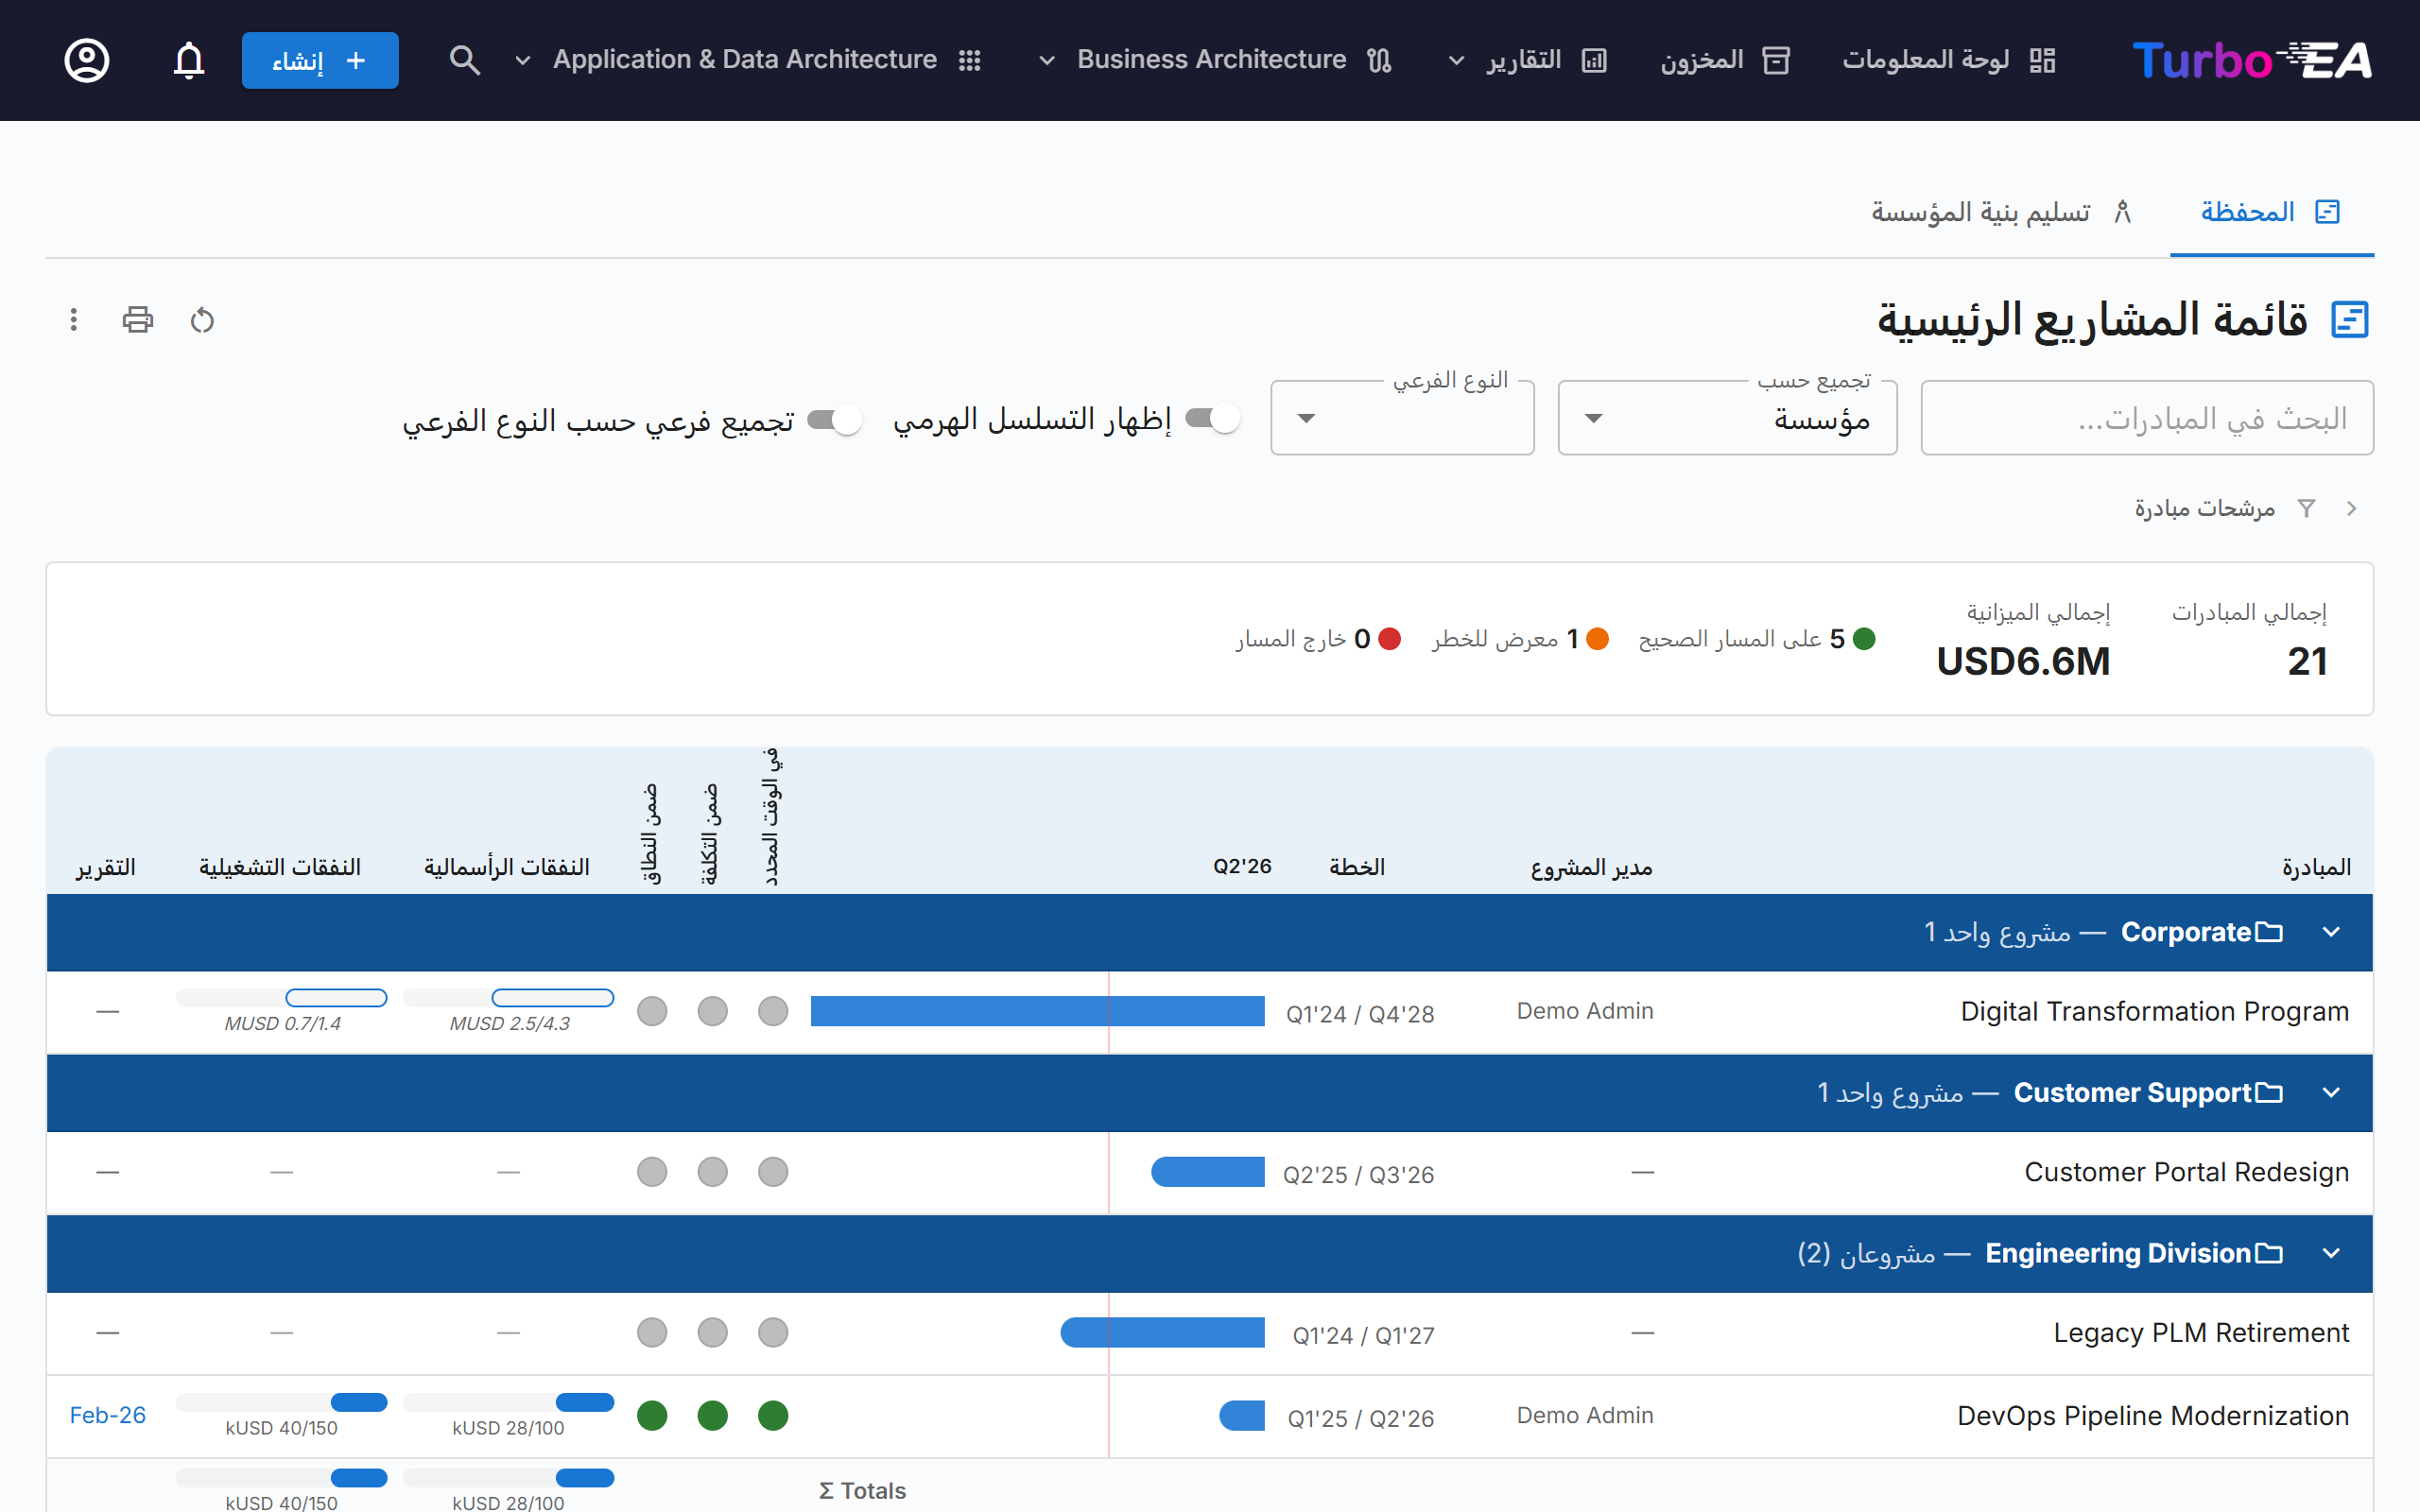 Turbo EA
لوحة المعلومات
المخزون
التقارير
Business Architecture
Application & Data Architecture
إنشاء
المحفظة
تسليم بنية المؤسسة
قائمة المشاريع الرئيسية
البحث في المبادرات...
تجميع حسب
مؤسسة
النوع الفرعي
إظهار التسلسل الهرمي
تجميع فرعي حسب النوع الفرعي
مرشحات مبادرة
إجمالي المبادرات
21
إجمالي الميزانية
USD6.6M
5 على المسار الصحيح
1 معرض للخطر
0 خارج المسار
المبادرة
مدير المشروع
الخطة
Q2'26
في الوقت المحدد
ضمن التكلفة
ضمن النطاق
النفقات الرأسمالية
النفقات التشغيلية
التقرير
Corporate — مشروع واحد 1
Digital Transformation Program
Demo Admin
Q1'24 / Q4'28
MUSD 2.5/4.3
MUSD 0.7/1.4
—
Customer Support — مشروع واحد 1
Customer Portal Redesign
—
Q2'25 / Q3'26
—
—
—
Engineering Division — مشروعان (2)
Legacy PLM Retirement
—
Q1'24 / Q1'27
—
—
—
DevOps Pipeline Modernization
Demo Admin
Q1'25 / Q2'26
kUSD 28/100
kUSD 40/150
Feb-26
Σ Totals
kUSD 28/100
kUSD 40/150